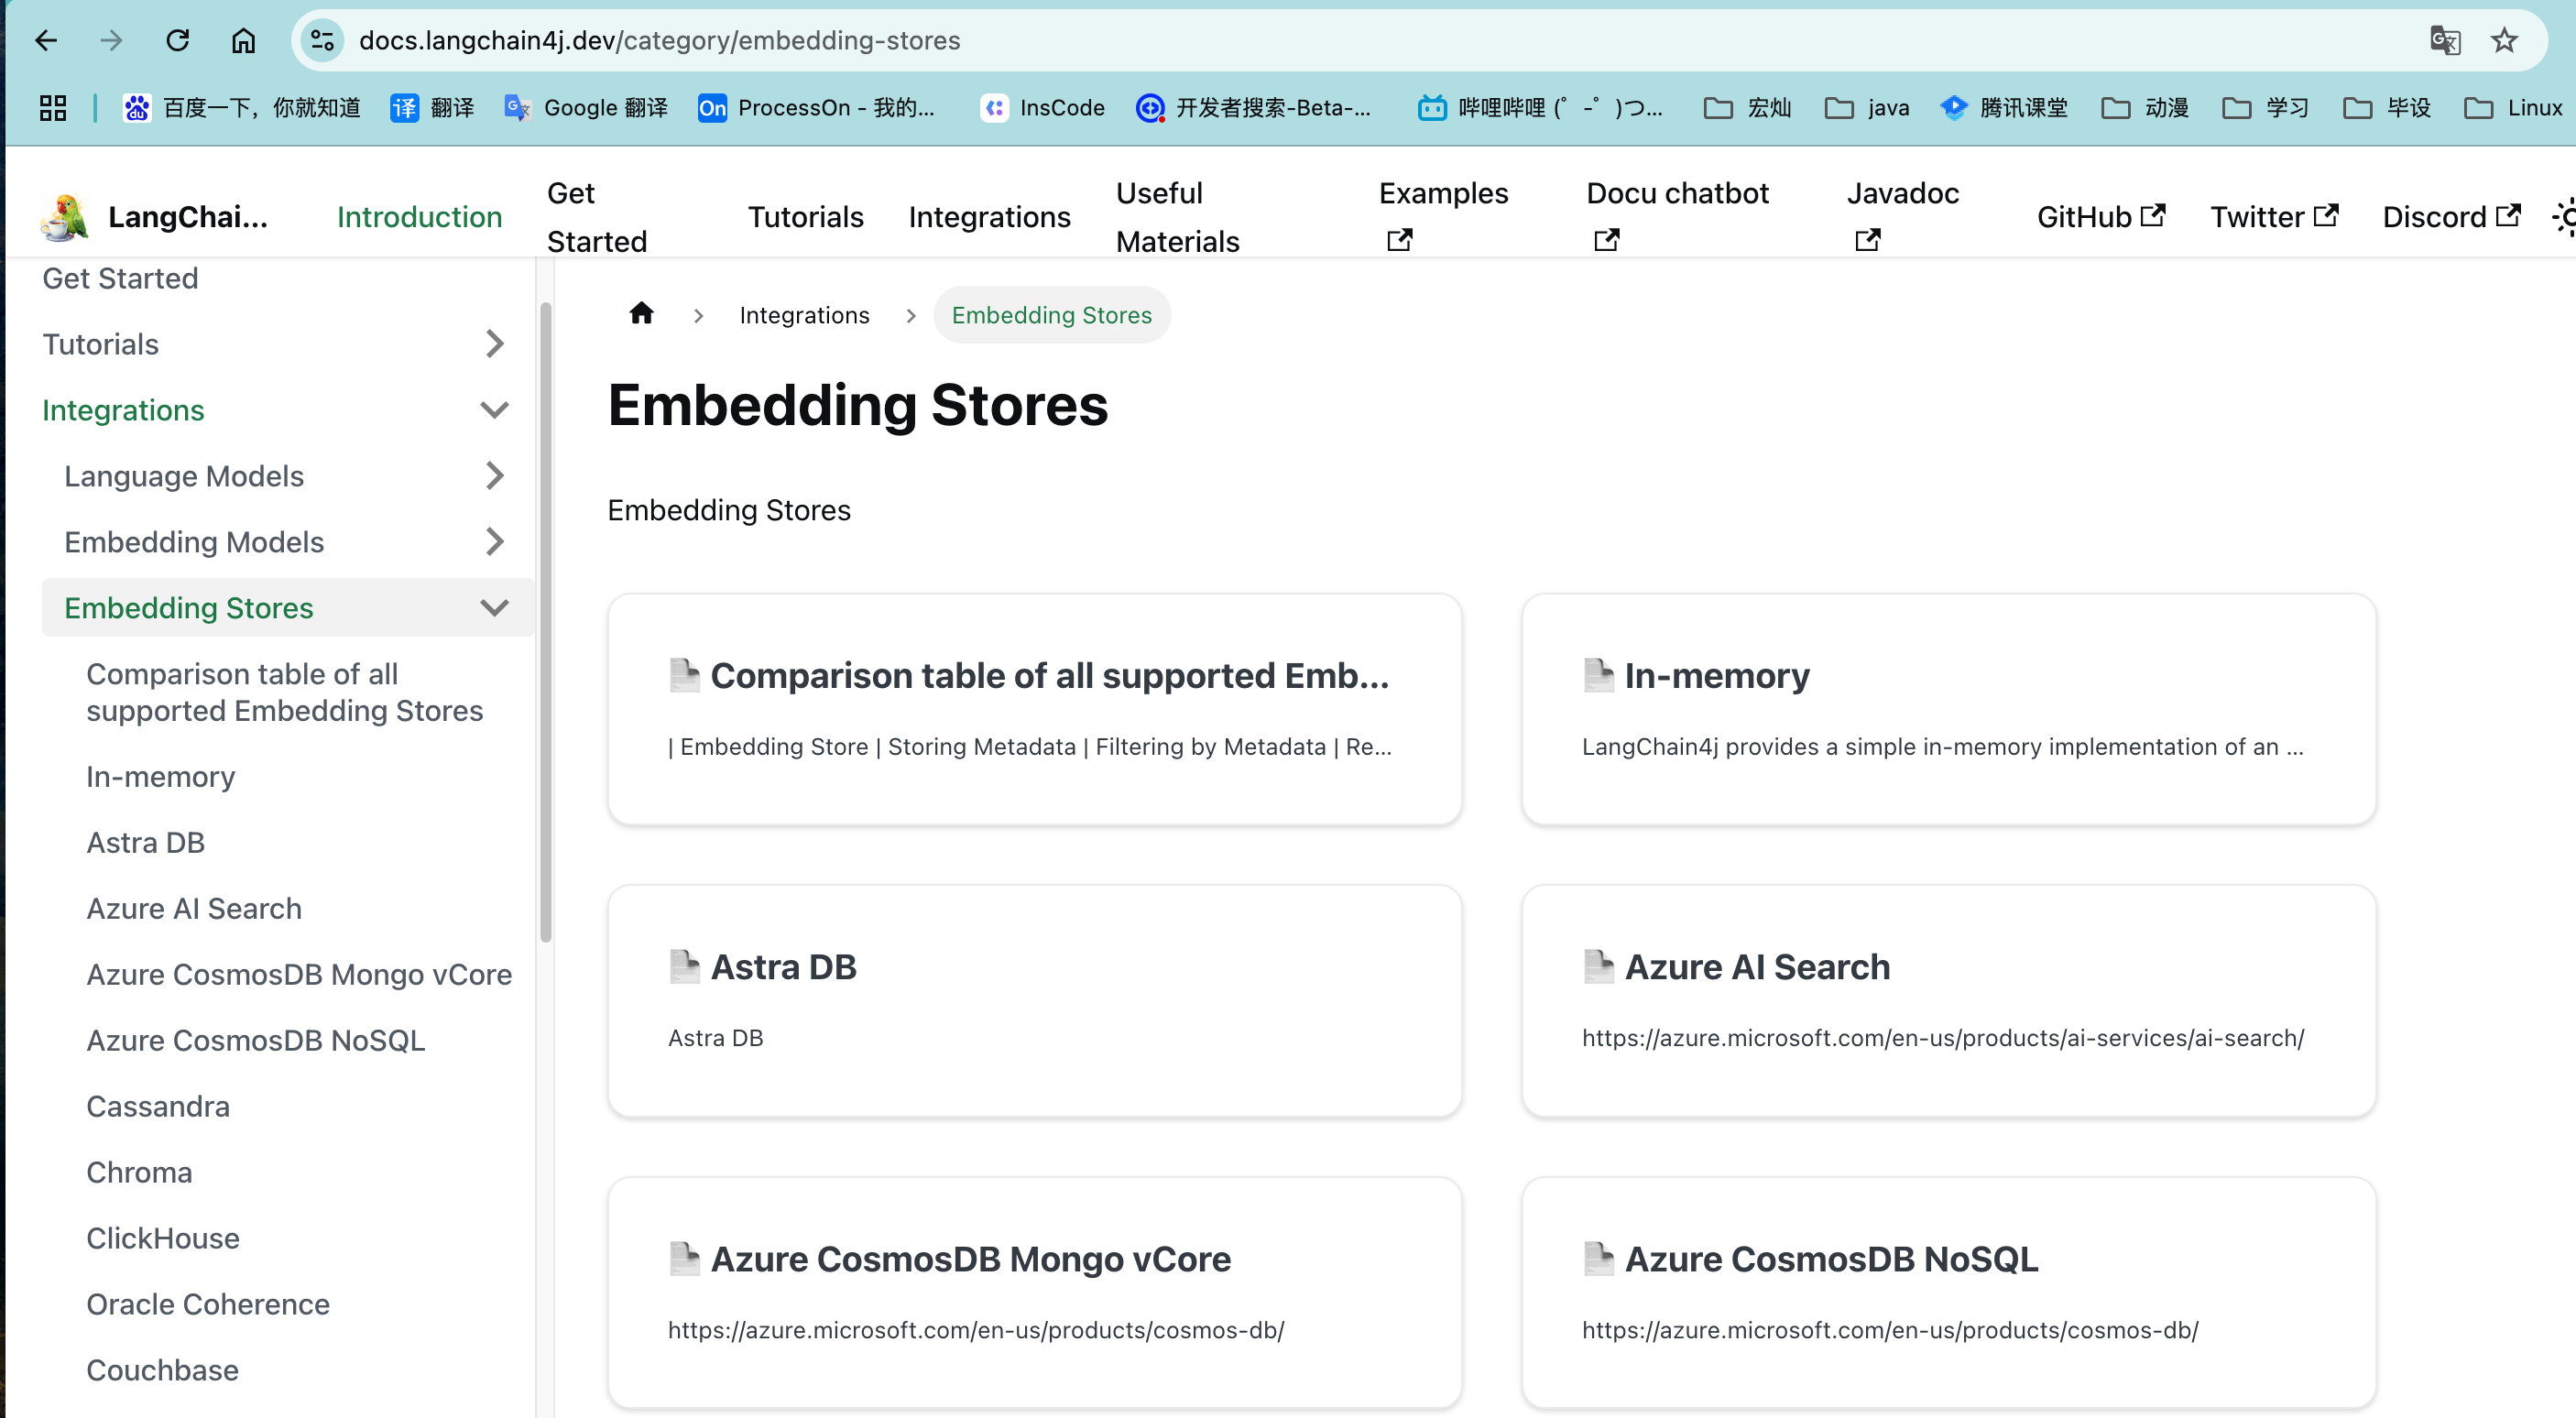 docs.langchain4j.dev/category/embedding-stores
百度一下，你就知道
译 翻译
Google 翻译
On ProcessOn - 我的...
InsCode
开发者搜索-Beta-...
哔哩哔哩 (゜-゜)つ...
宏灿
java
腾讯课堂
动漫
学习
毕设
Linux
LangChai...
Introduction
Get
Started
Tutorials
Integrations
Useful
Materials
Examples
Docu chatbot
Javadoc
GitHub
Twitter
Discord
Get Started
Tutorials
Integrations
Language Models
Embedding Models
Embedding Stores
Comparison table of all
supported Embedding Stores
In-memory
Astra DB
Azure AI Search
Azure CosmosDB Mongo vCore
Azure CosmosDB NoSQL
Cassandra
Chroma
ClickHouse
Oracle Coherence
Couchbase
Integrations
Embedding Stores
Embedding Stores
Embedding Stores
Comparison table of all supported Emb...
| Embedding Store | Storing Metadata | Filtering by Metadata | Re...
In-memory
LangChain4j provides a simple in-memory implementation of an ...
Astra DB
Astra DB
Azure AI Search
https://azure.microsoft.com/en-us/products/ai-services/ai-search/
Azure CosmosDB Mongo vCore
https://azure.microsoft.com/en-us/products/cosmos-db/
Azure CosmosDB NoSQL
https://azure.microsoft.com/en-us/products/cosmos-db/